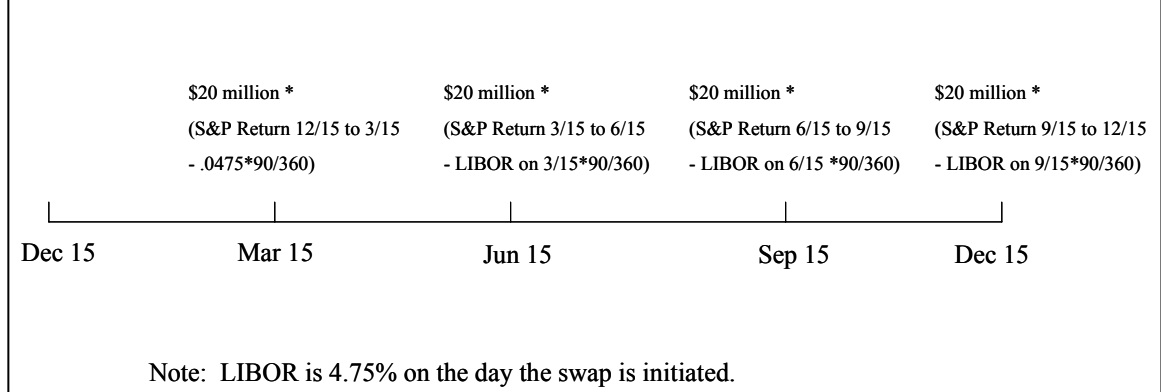 $20 million *
(S&P Return 12/15 to 3/15
- .0475*90/360)
$20 million *
(S&P Return 3/15 to 6/15
- LIBOR on 3/15*90/360)
$20 million *
(S&P Return 6/15 to 9/15
- LIBOR on 6/15 *90/360)
$20 million *
(S&P Return 9/15 to 12/15
- LIBOR on 9/15*90/360)
Dec 15
Mar 15
Jun 15
Sep 15
Dec 15
Note: LIBOR is 4.75% on the day the swap is initiated.